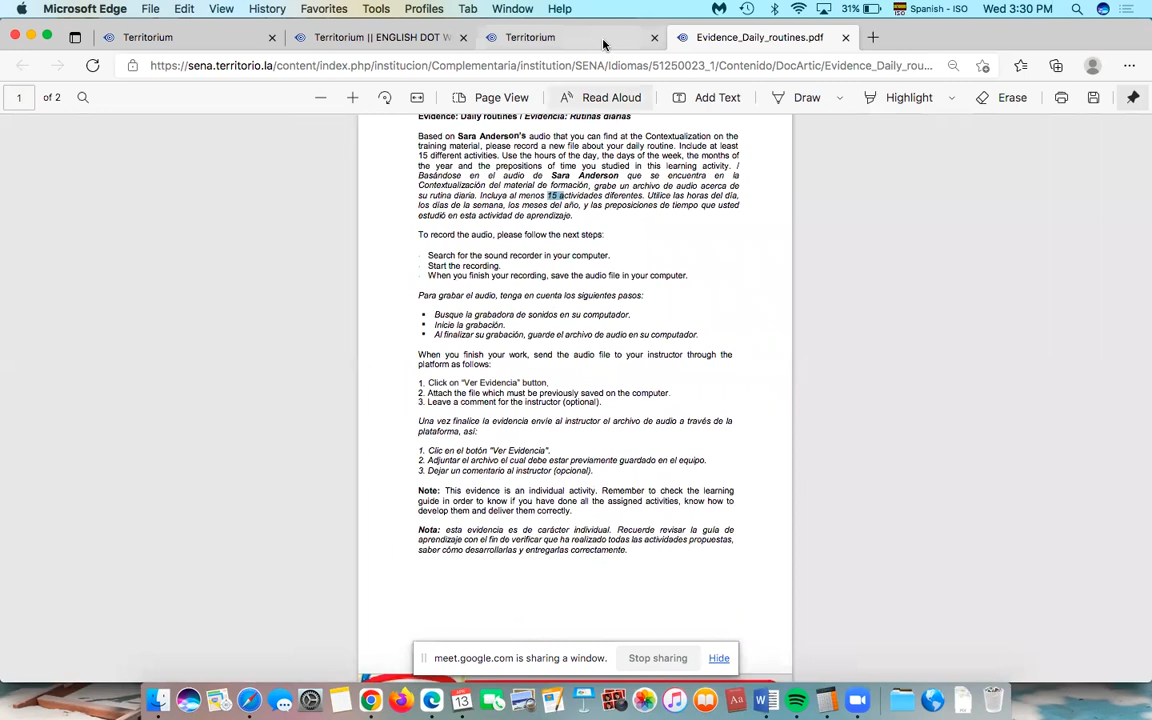 Microsoft Edge File Edit View History Favorites Tools Profiles Tab Window Help 31% Spanish - ISO Wed 3:30 PM
Territorium Territorium || ENGLISH DOT W Territorium Evidence_Daily_routines.pdf
https://sena.territorio.la/content/index.php/institucion/Complementaria/institution/SENA/Idiomas/51250023_1/Contenido/DocArtic/Evidence_Daily_rou...
1 of 2 Page View Read Aloud Add Text Draw Highlight Erase
Evidence: Daily routines / Evidencia: Rutinas diarias
Based on Sara Anderson's audio that you can find at the Contextualization on the
training material, please record a new file about your daily routine. Include at least
15 different activities. Use the hours of the day, the days of the week, the months of
the year and the prepositions of time you studied in this learning activity. /
Basándose en el audio de Sara Anderson que se encuentra en la
Contextualización del material de formación, grabe un archivo de audio acerca de
su rutina diaria. Incluya al menos 15 actividades diferentes. Utilice las horas del día,
los días de la semana, los meses del año, y las preposiciones de tiempo que usted
estudió en esta actividad de aprendizaje.
To record the audio, please follow the next steps:
Search for the sound recorder in your computer.
Start the recording.
When you finish your recording, save the audio file in your computer.
Para grabar el audio, tenga en cuenta los siguientes pasos:
Busque la grabadora de sonidos en su computador.
Inicie la grabación.
Al finalizar su grabación, guarde el archivo de audio en su computador.
When you finish your work, send the audio file to your instructor through the
platform as follows:
1. Click on "Ver Evidencia" button.
2. Attach the file which must be previously saved on the computer.
3. Leave a comment for the instructor (optional).
Una vez finalice la evidencia envíe al instructor el archivo de audio a través de la
plataforma, así:
1. Clic en el botón "Ver Evidencia".
2. Adjuntar el archivo el cual debe estar previamente guardado en el equipo.
3. Dejar un comentario al instructor (opcional).
Note: This evidence is an individual activity. Remember to check the learning
guide in order to know if you have done all the assigned activities, know how to
develop them and deliver them correctly.
Nota: esta evidencia es de carácter individual. Recuerde revisar la guía de
aprendizaje con el fin de verificar que ha realizado todas las actividades propuestas,
saber cómo desarrollarlas y entregarlas correctamente.
meet.google.com is sharing a window. Stop sharing Hide